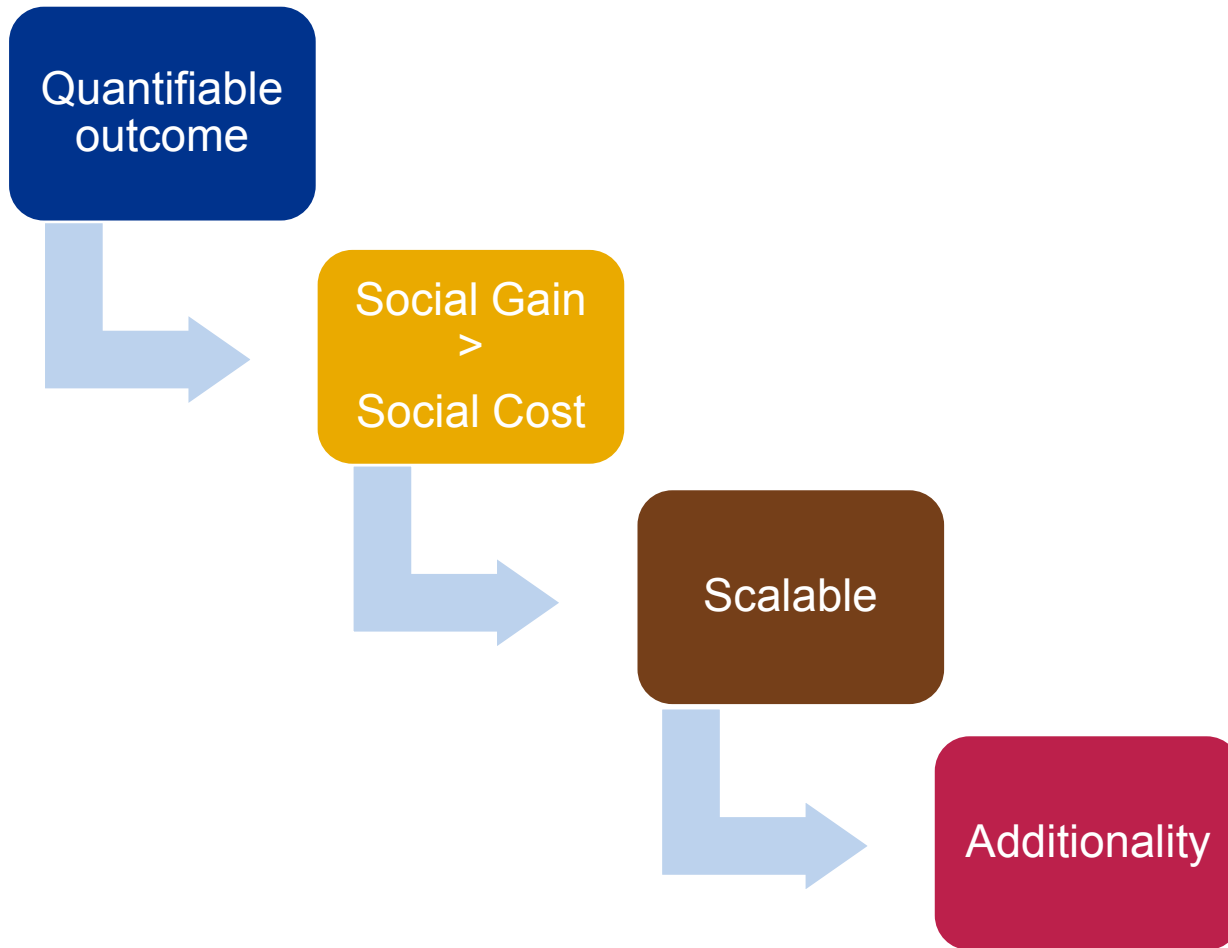 Quantifiable
outcome
Social Gain
>
Social Cost
Scalable
Additionality